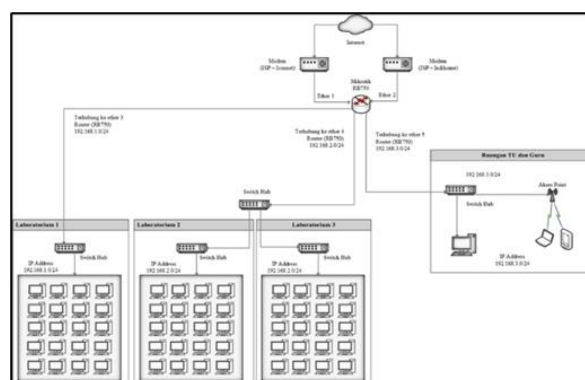 Internet
Modem
(ISP = Iconnet)
Modem
(ISP = Indihome)
Mikrotik
RB750
Ether 1
Ether 2
Terhubung ke ether 3
Router (RB750)
192.168.1.0/24
Terhubung ke ether 4
Router (RB750)
192.168.2.0/24
Terhubung ke ether 5
Router (RB750)
192.168.3.0/24
Ruangan TU dan Guru
192.168.3.0/24
Akses Point
Switch Hub
IP Address
192.168.3.0/24
Switch Hub
Laboratorium 1
Laboratorium 2
Laboratorium 3
Switch Hub
IP Address
192.168.1.0/24
Switch Hub
IP Address
192.168.2.0/24
Switch Hub
IP Address
192.168.2.0/24